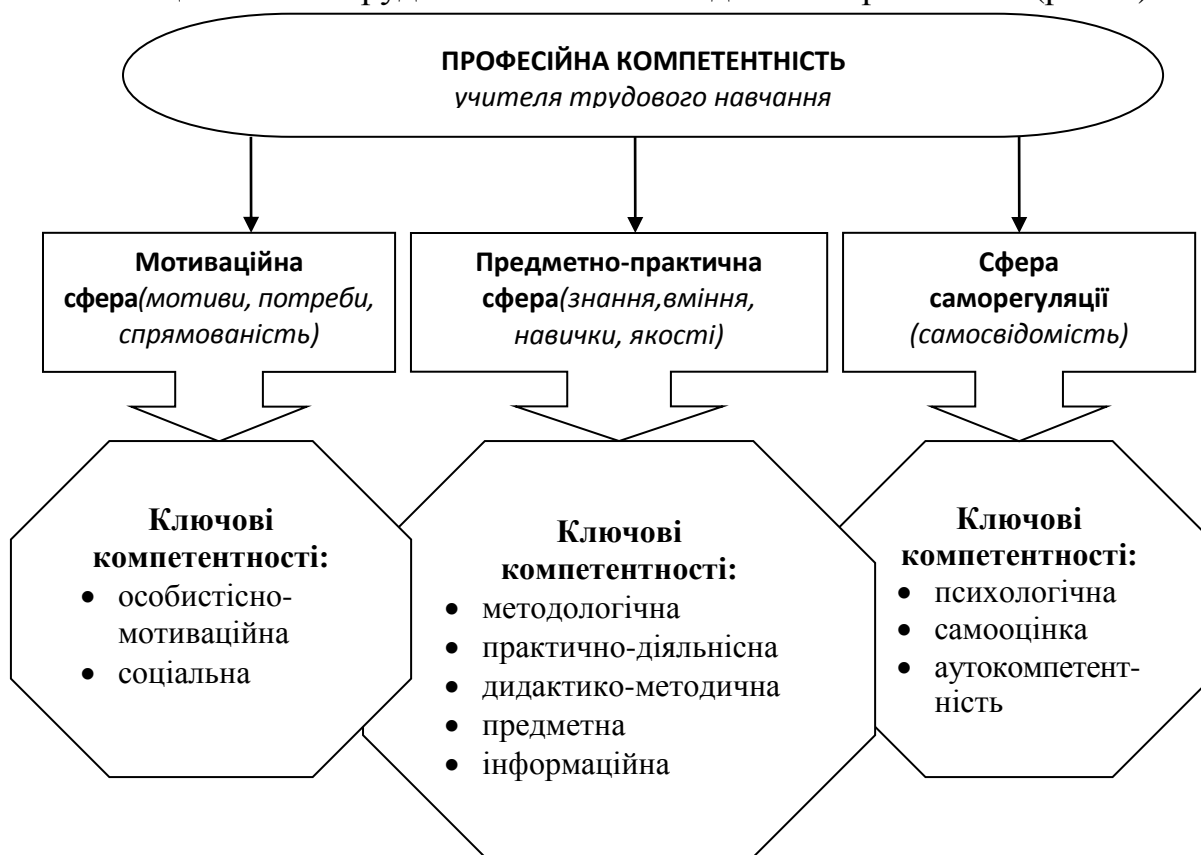 ПРОФЕСІЙНА КОМПЕТЕНТНІСТЬ
учителя трудового навчання
Мотиваційна
сфера(мотиви, потреби,
спрямованість)
Предметно-практична
сфера(знання,вміння,
навички, якості)
Сфера
саморегуляції
(самосвідомість)
Ключові
компетентності:
• особистісно-
мотиваційна
• соціальна
Ключові
компетентності:
• методологічна
• практично-діяльнісна
• дидактико-методична
• предметна
• інформаційна
Ключові
компетентності:
• психологічна
• самооцінка
• аутокомпетент-
ність